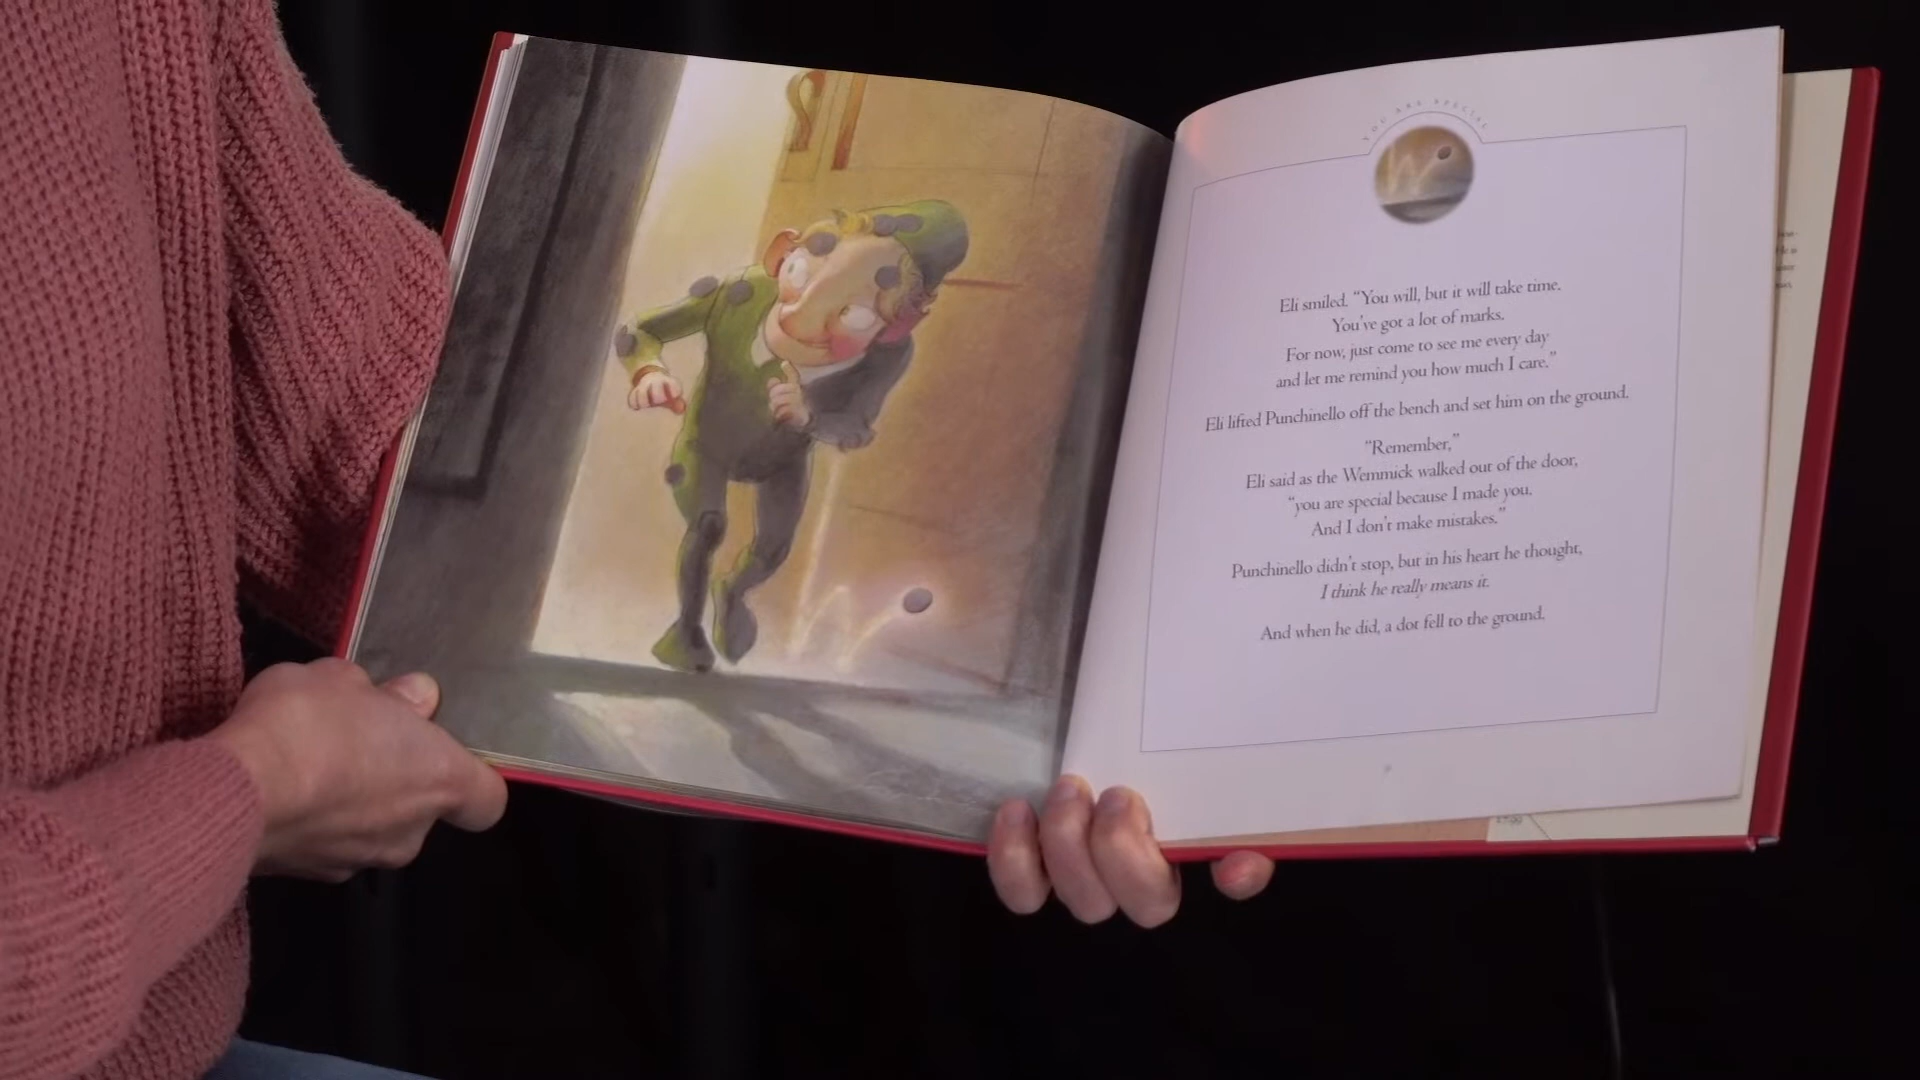 YOU ARE SPECIAL
Eli smiled. “You will, but it will take time.
You’ve got a lot of marks.
For now, just come to see me every day
and let me remind you how much I care.”
Eli lifted Punchinello off the bench and set him on the ground.
“Remember,”
Eli said as the Wemmick walked out of the door,
“you are special because I made you.
And I don’t make mistakes.”
Punchinello didn’t stop, but in his heart he thought,
I think he really means it.
And when he did, a dot fell to the ground.